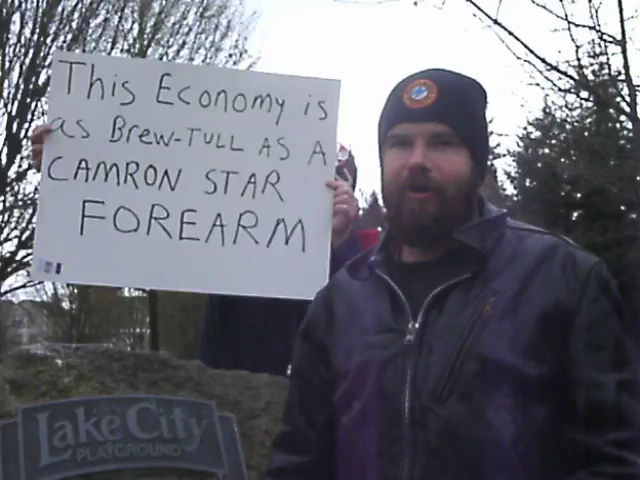 This Economy is
as Brew-TULL AS A
CAMRON STAR
FOREARM
Lake City
PLAYGROUND